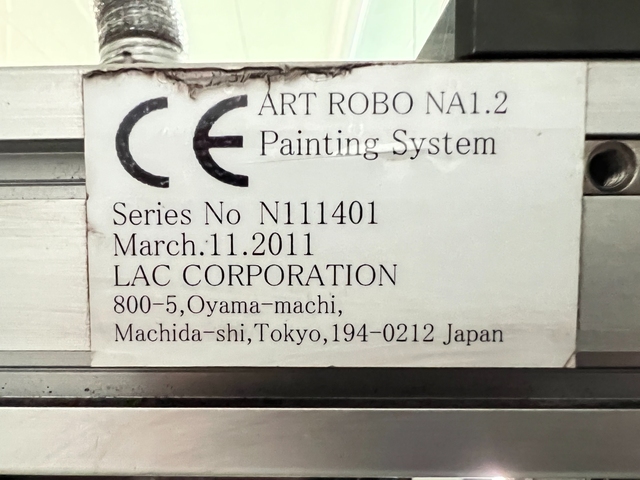 CE ART ROBO NA1.2
Painting System
Series No N111401
March.11.2011
LAC CORPORATION
800-5,Oyama-machi,
Machida-shi,Tokyo,194-0212 Japan